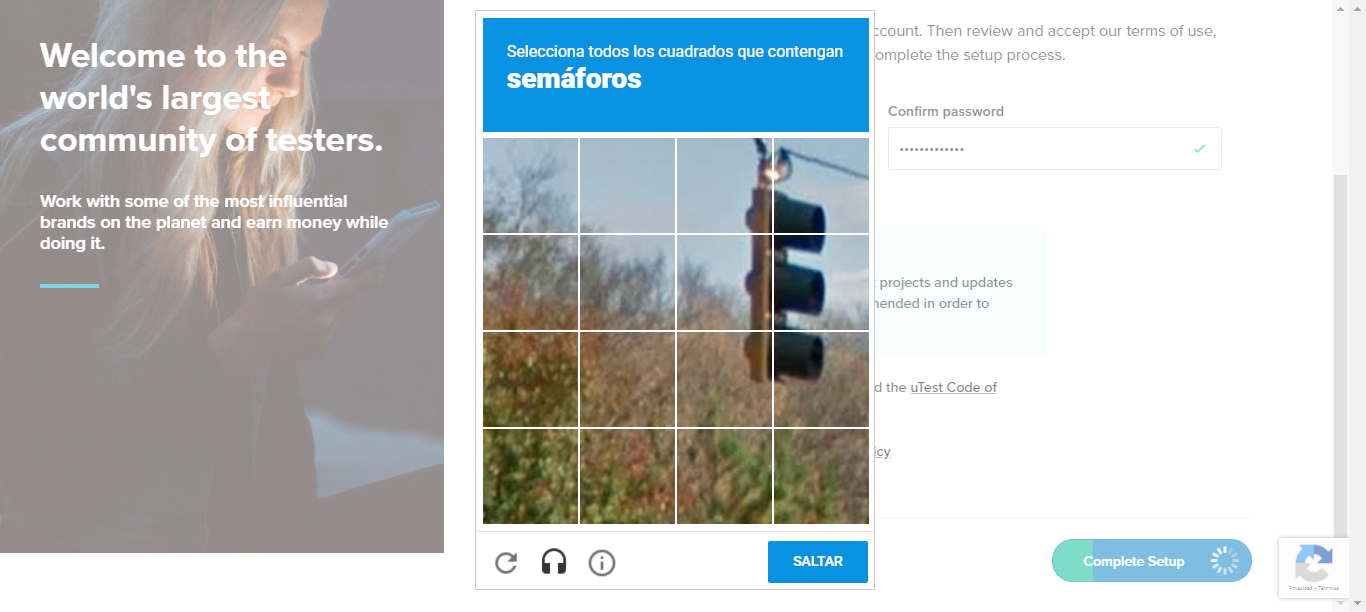 Welcome to the
world's largest
community of testers.
Work with some of the most influential
brands on the planet and earn money while
doing it.
Selecciona todos los cuadrados que contengan
semáforos
SALTAR
ccount. Then review and accept our terms of use,
omplete the setup process.
Confirm password
•••••••••••••
projects and updates
nended in order to
d the uTest Code of
icy
Complete Setup
Privacidad - Términos